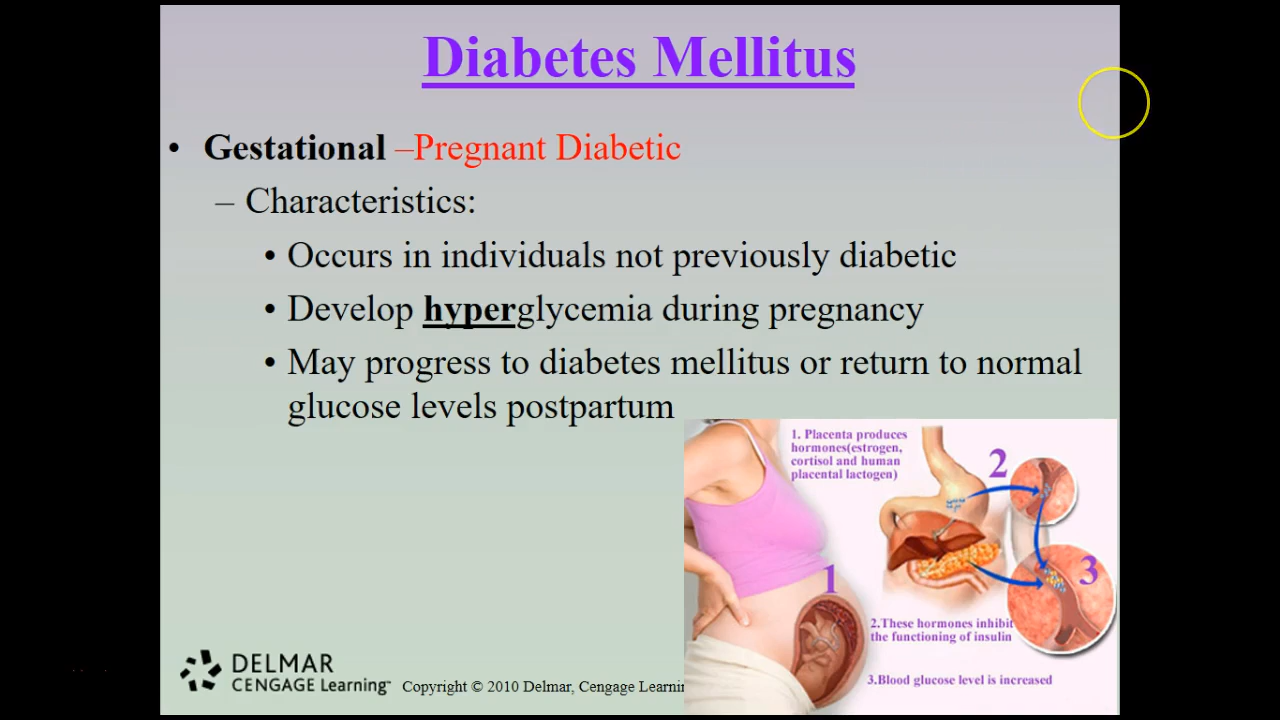 Diabetes Mellitus
• Gestational –Pregnant Diabetic
– Characteristics:
• Occurs in individuals not previously diabetic
• Develop hyperglycemia during pregnancy
• May progress to diabetes mellitus or return to normal
glucose levels postpartum
1. Placenta produces
hormones(estrogen,
cortisol and human
placental lactogen)
2
1
3
2.These hormones inhibit
the functioning of insulin
3.Blood glucose level is increased
DELMAR
CENGAGE Learning™
Copyright © 2010 Delmar, Cengage